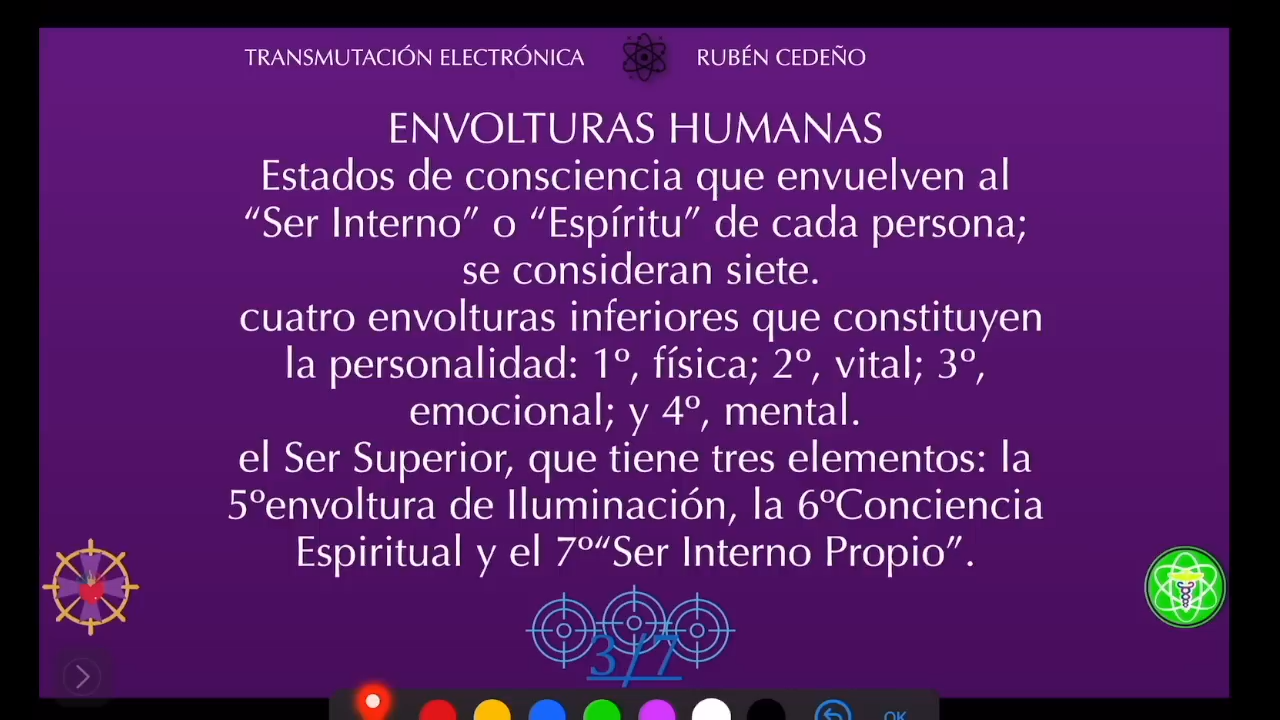 TRANSMUTACIÓN ELECTRÓNICA RUBÉN CEDEÑO
ENVOLTURAS HUMANAS
Estados de consciencia que envuelven al
“Ser Interno” o “Espíritu” de cada persona;
se consideran siete.
cuatro envolturas inferiores que constituyen
la personalidad: 1º, física; 2º, vital; 3º,
emocional; y 4º, mental.
el Ser Superior, que tiene tres elementos: la
5ºenvoltura de Iluminación, la 6ºConciencia
Espiritual y el 7º“Ser Interno Propio”.
3/7
OK